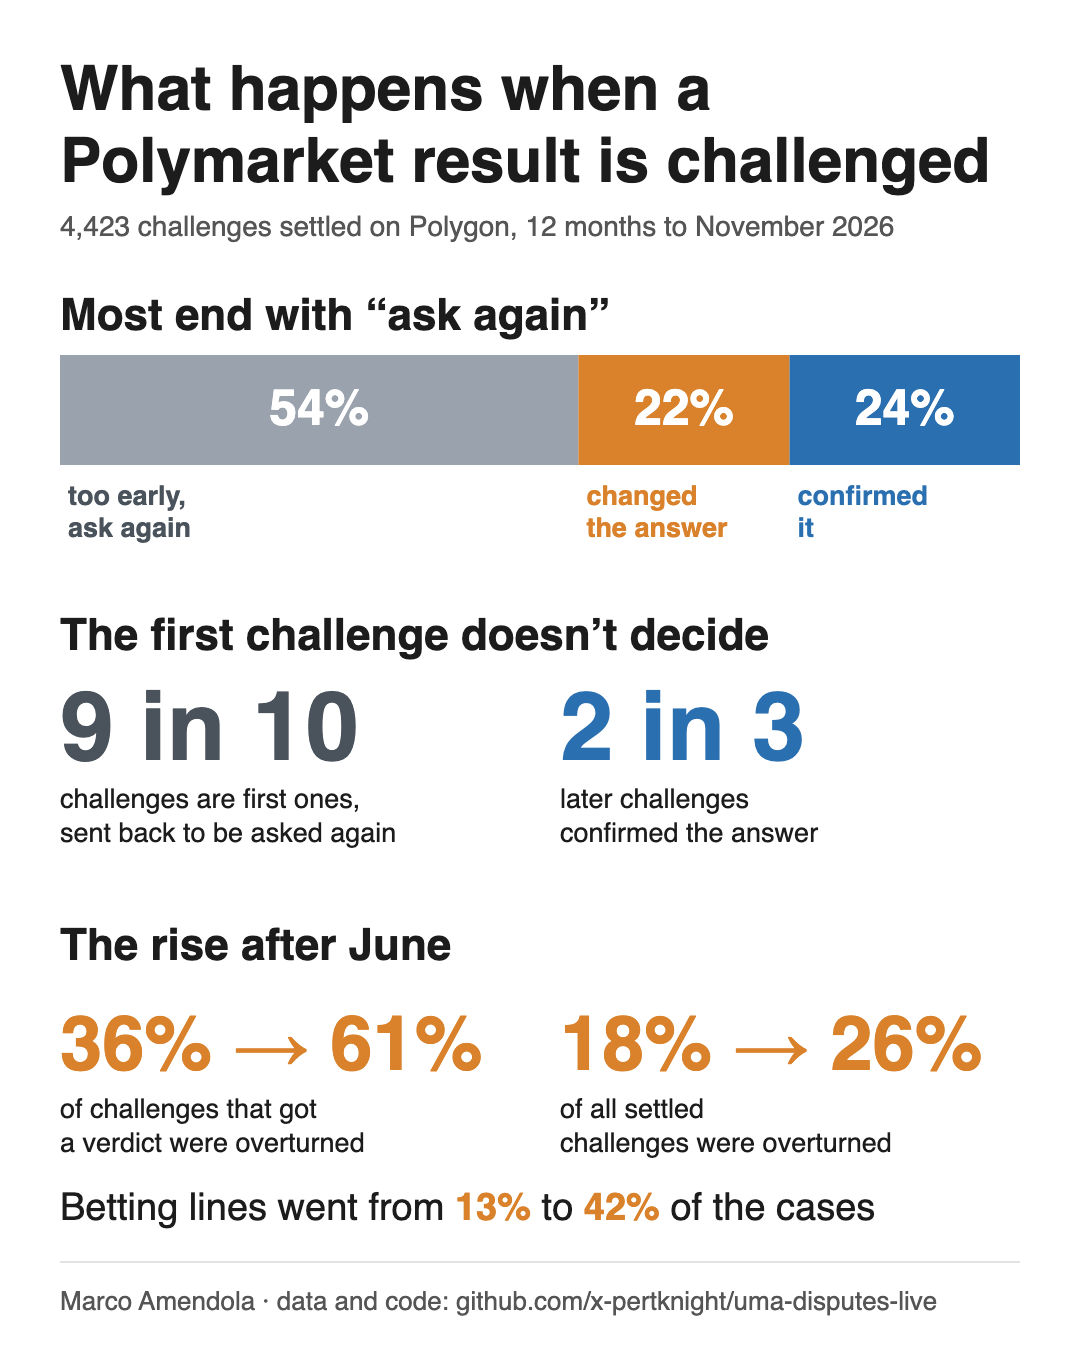 What happens when a
Polymarket result is challenged
4,423 challenges settled on Polygon, 12 months to November 2026
Most end with “ask again”
54%
22%
24%
too early,
ask again
changed
the answer
confirmed
it
The first challenge doesn’t decide
9 in 10
challenges are first ones,
sent back to be asked again
2 in 3
later challenges
confirmed the answer
The rise after June
36% → 61%
of challenges that got
a verdict were overturned
18% → 26%
of all settled
challenges were overturned
Betting lines went from 13% to 42% of the cases
Marco Amendola · data and code: github.com/x-pertknight/uma-disputes-live